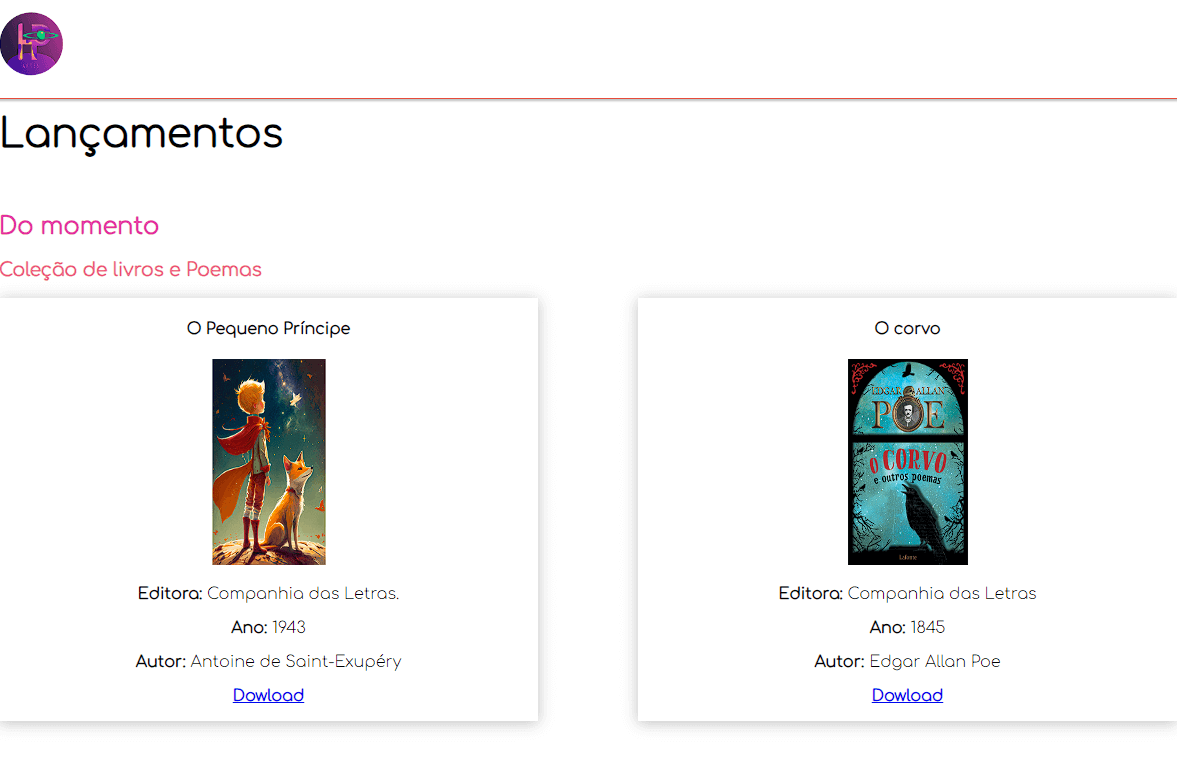 Lançamentos
Do momento
Coleção de livros e Poemas
O Pequeno Príncipe
Editora: Companhia das Letras.
Ano: 1943
Autor: Antoine de Saint-Exupéry
Dowload
O corvo
EDGAR ALLAN
POE
O CORVO
e outros poemas
Lafonte
Editora: Companhia das Letras
Ano: 1845
Autor: Edgar Allan Poe
Dowload